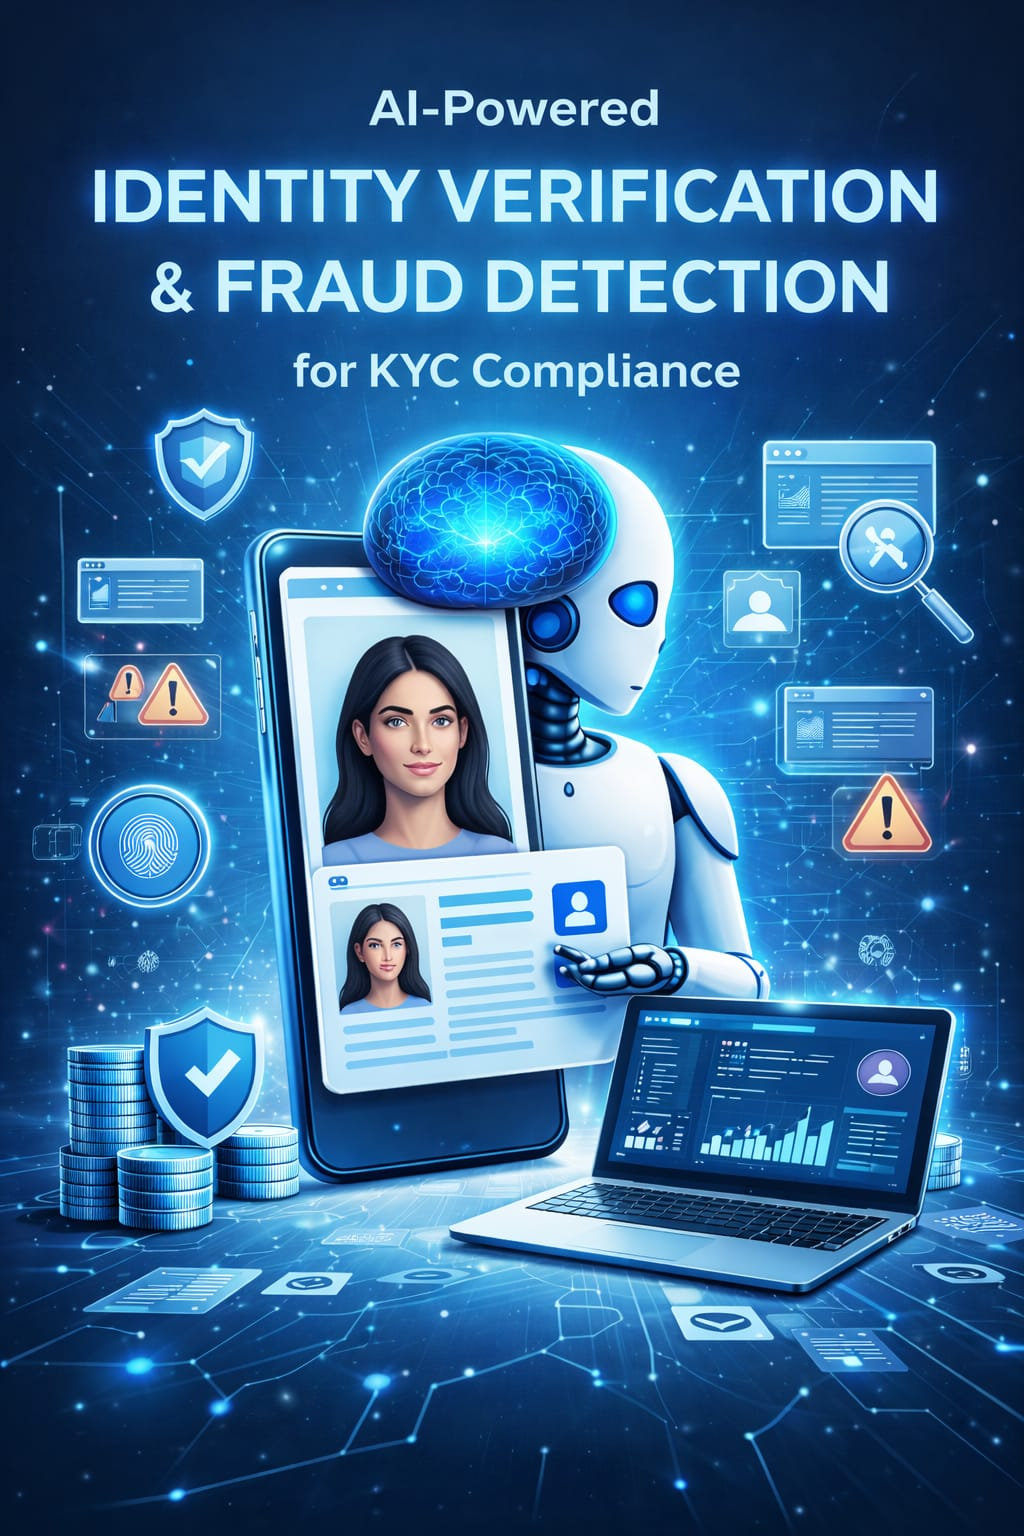 AI-Powered
IDENTITY VERIFICATION
& FRAUD DETECTION
for KYC Compliance